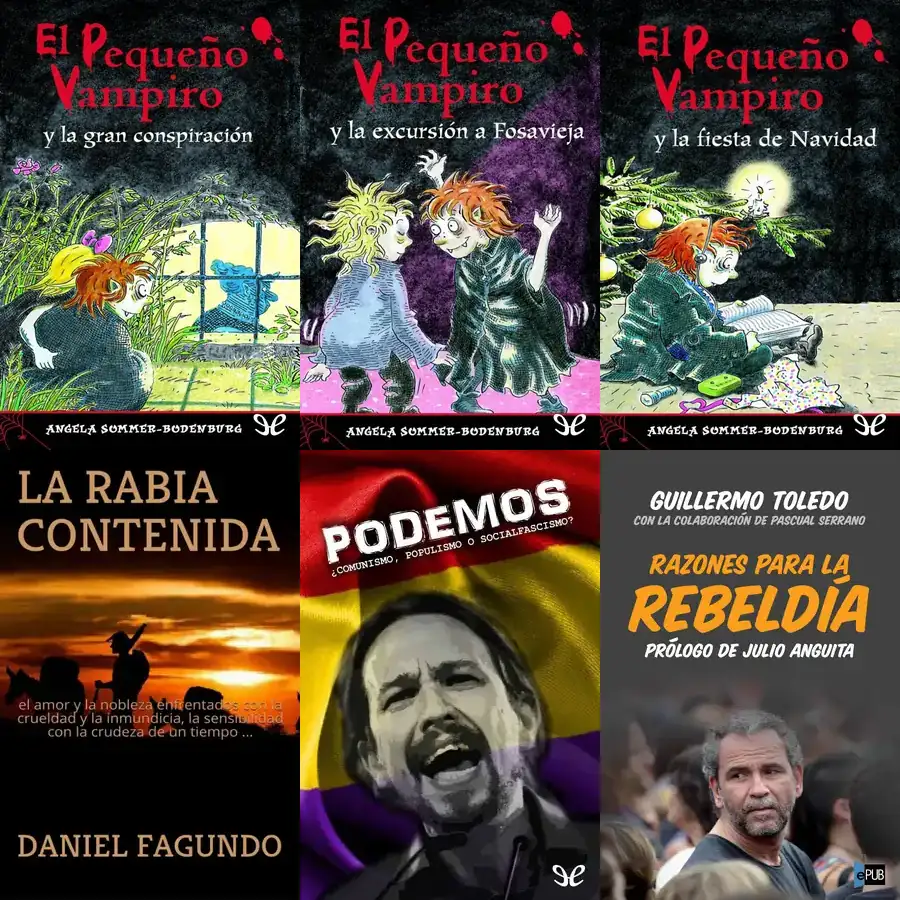 El Pequeño
Vampiro
y la gran conspiración
ANGELA SOMMER-BODENBURG
El Pequeño
Vampiro
y la excursión a Fosavieja
ANGELA SOMMER-BODENBURG
El Pequeño
Vampiro
y la fiesta de Navidad
ANGELA SOMMER-BODENBURG
LA RABIA
CONTENIDA
el amor y la nobleza enfrentados con la
crueldad y la inmundicia, la sensibilidad
con la crudeza de un tiempo ...
DANIEL FAGUNDO
PODEMOS
¿COMUNISMO, POPULISMO O SOCIALFASCISMO?
GUILLERMO TOLEDO
CON LA COLABORACIÓN DE PASCUAL SERRANO
RAZONES PARA LA
REBELDÍA
PRÓLOGO DE JULIO ANGUITA
ePUB